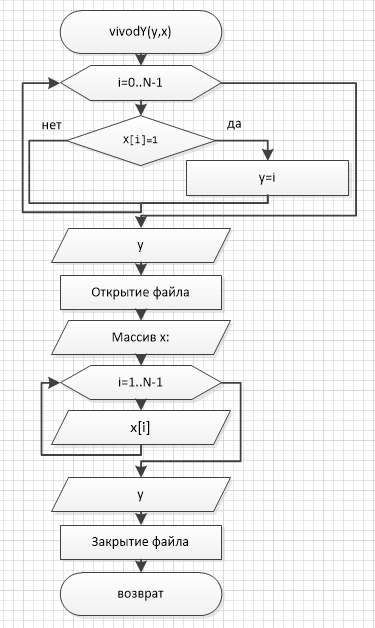 vivodY(y,x)
i=0..N-1
X[i]=1
нет
да
y=i
y
Открытие файла
Массив x:
i=1..N-1
x[i]
y
Закрытие файла
возврат